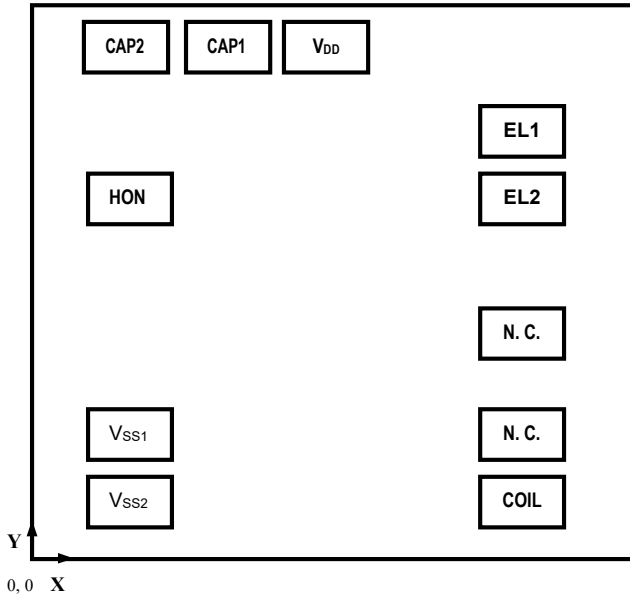 CAP2 CAP1 VDD
EL1
HON EL2
N. C.
VSS1 N. C.
VSS2 COIL
Y
0, 0 X